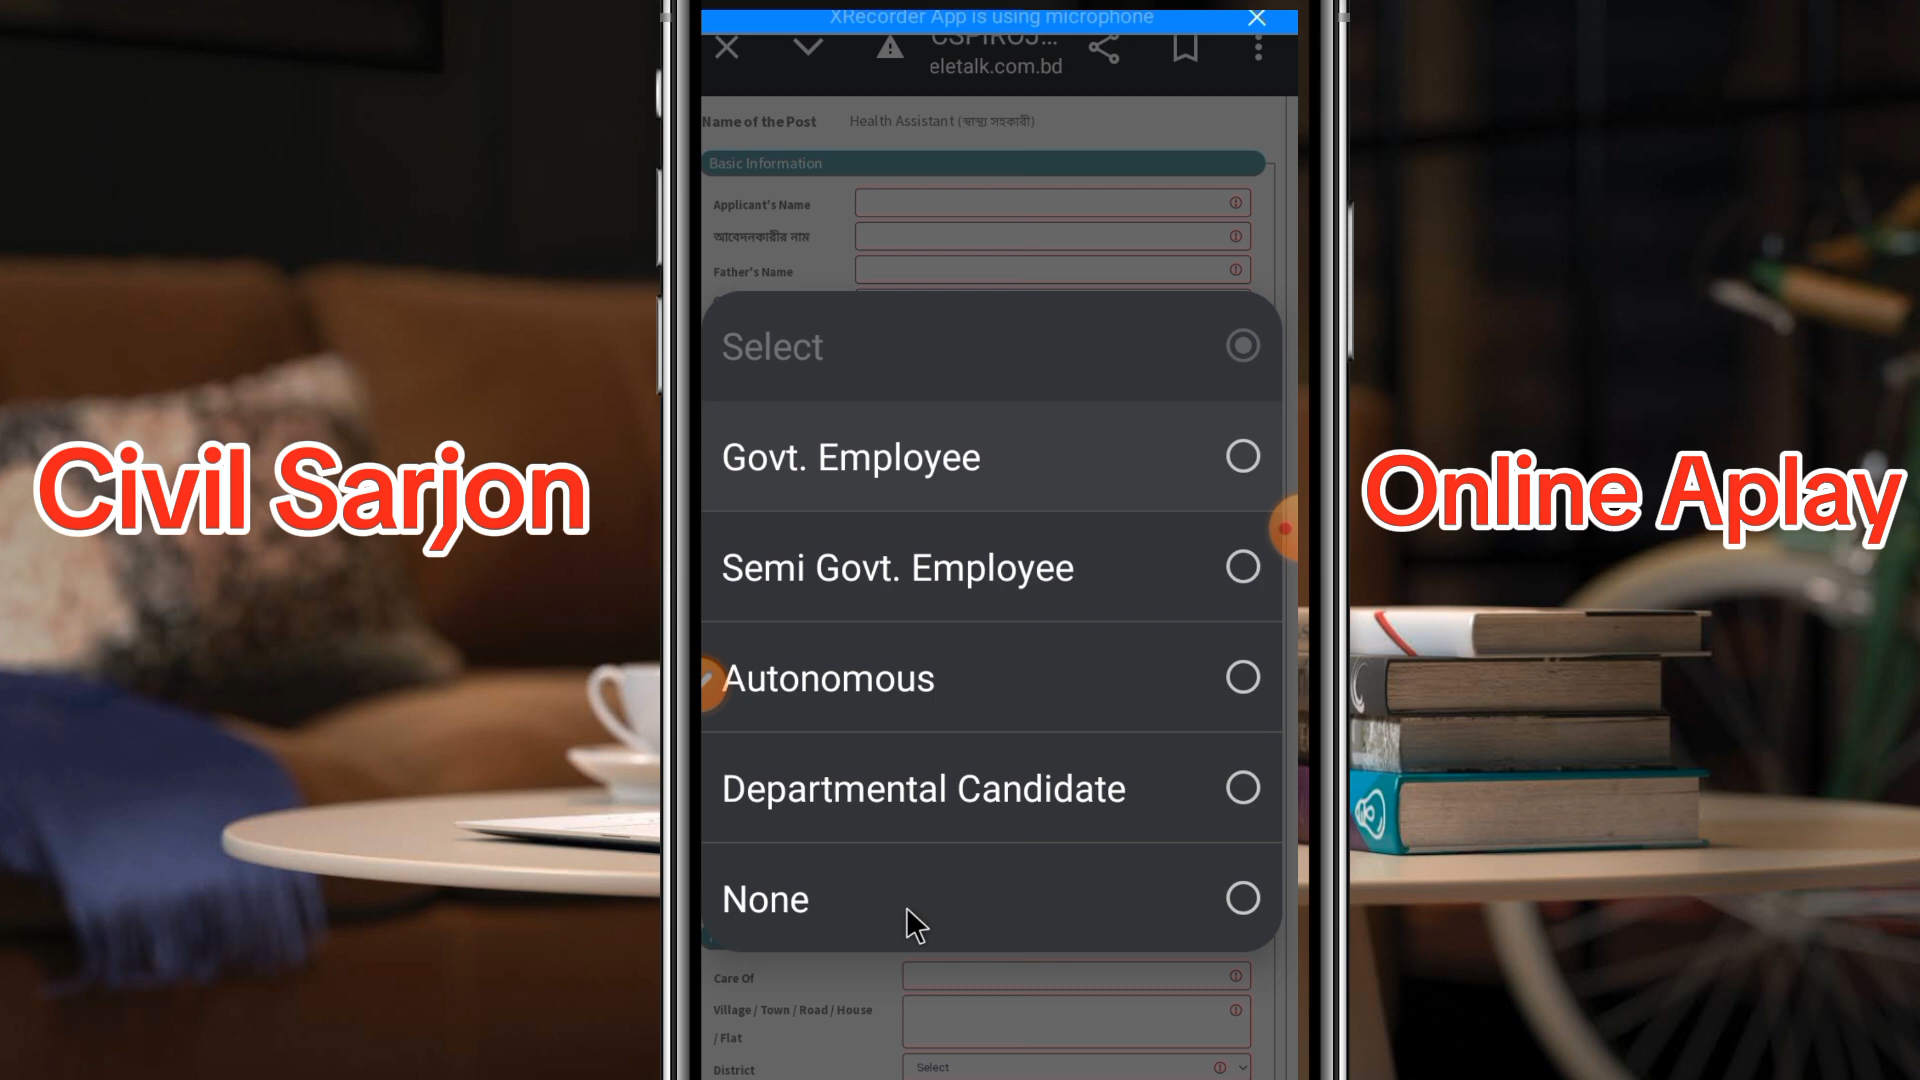 XRecorder App is using microphone
eletalk.com.bd
Name of the Post Health Assistant (স্বাস্থ্য সহকারী)
Basic Information
Applicant's Name
আবেদনকারীর নাম
Father's Name
Select
Govt. Employee
Semi Govt. Employee
Autonomous
Departmental Candidate
None
Civil Sarjon
Online Aplay
Care Of
Village / Town / Road / House
/ Flat
District Select